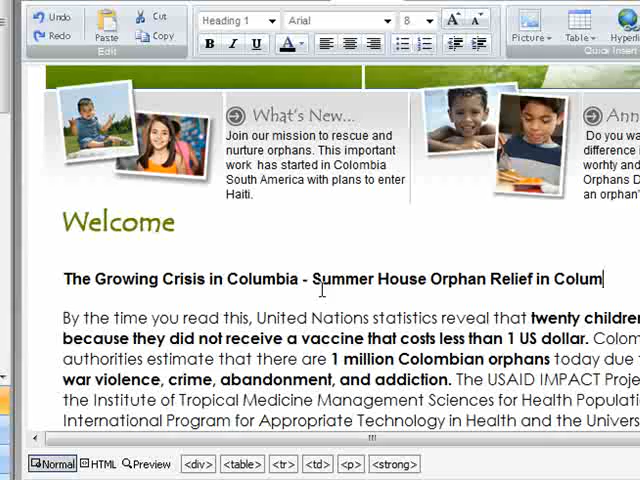 Undo
Redo
Paste
Cut
Copy
Edit
Heading 1
Arial
8
A
A
B
I
U
A
Picture
Table
Hyperli
Quick Insert
What's New...
Join our mission to rescue and
nurture orphans. This important
work has started in Colombia
South America with plans to enter
Haiti.
Ann
Do you wa
difference i
worhty and
Orphans D
an orphan'
Welcome
The Growing Crisis in Columbia - Summer House Orphan Relief in Colum
By the time you read this, United Nations statistics reveal that twenty children
because they did not receive a vaccine that costs less than 1 US dollar. Colom
authorities estimate that there are 1 million Colombian orphans today due
war violence, crime, abandonment, and addiction. The USAID IMPACT Proje
the Institute of Tropical Medicine Management Sciences for Health Populati
International Program for Appropriate Technology in Health and the Univers
Normal
HTML
Preview
<div>
<table>
<tr>
<td>
<p>
<strong>